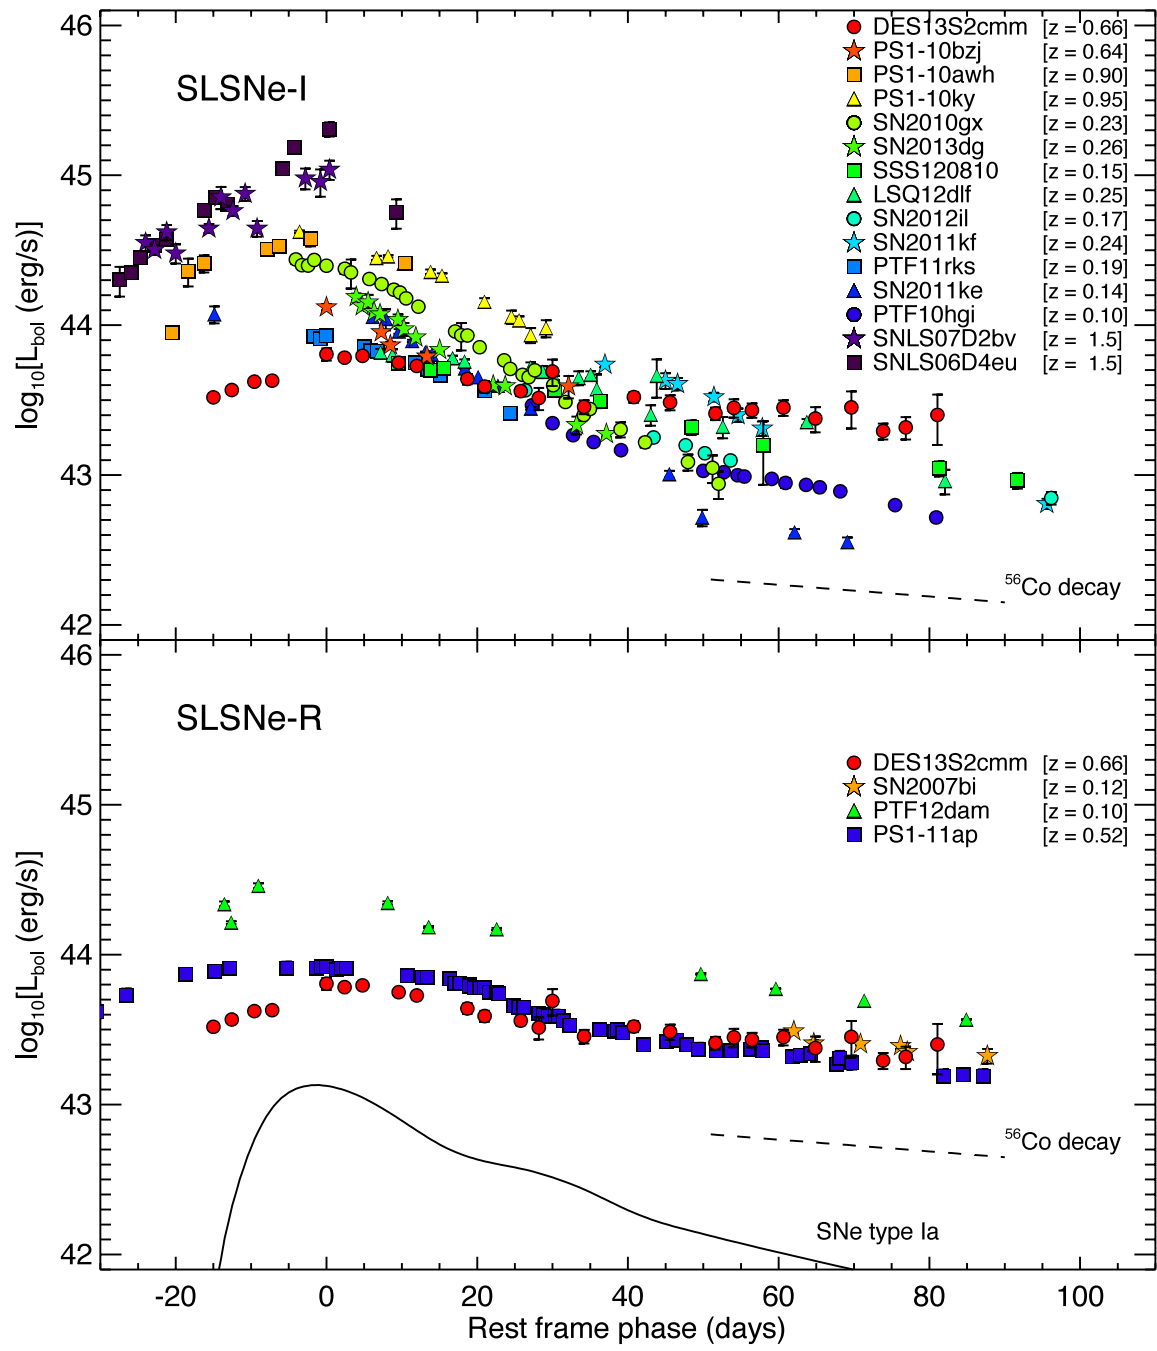 46
45
44
43
42
log₁₀[L_bol (erg/s)]
SLSNe-I
DES13S2cmm [z = 0.66]
PS1-10bzj [z = 0.64]
PS1-10awh [z = 0.90]
PS1-10ky [z = 0.95]
SN2010gx [z = 0.23]
SN2013dg [z = 0.26]
SSS120810 [z = 0.15]
LSQ12dlf [z = 0.25]
SN2012il [z = 0.17]
SN2011kf [z = 0.24]
PTF11rks [z = 0.19]
SN2011ke [z = 0.14]
PTF10hgi [z = 0.10]
SNLS07D2bv [z = 1.5]
SNLS06D4eu [z = 1.5]
⁵⁶Co decay
46
45
44
43
42
log₁₀[L_bol (erg/s)]
SLSNe-R
DES13S2cmm [z = 0.66]
SN2007bi [z = 0.12]
PTF12dam [z = 0.10]
PS1-11ap [z = 0.52]
⁵⁶Co decay
SNe type Ia
-20 0 20 40 60 80 100
Rest frame phase (days)